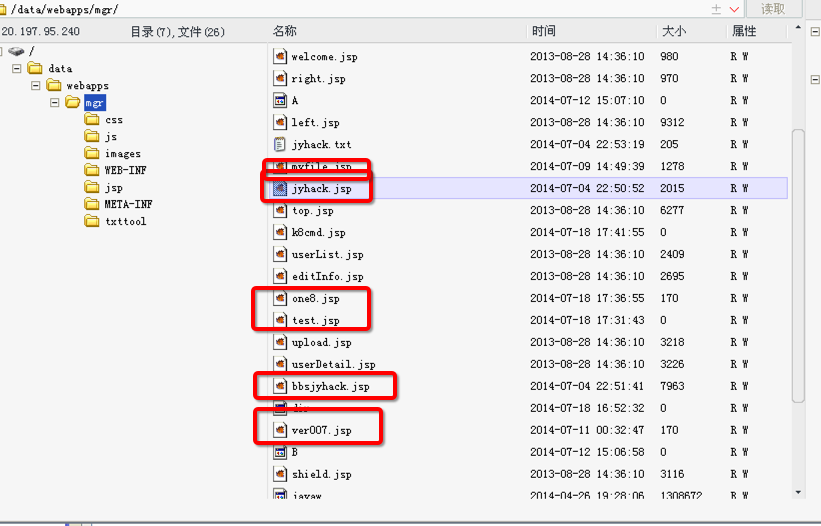 /data/webapps/mgr/ 读取
20.197.95.240 目录(7),文件(26) 名称 时间 大小 属性
/
data
webapps
mgr
css
js
images
WEB-INF
jsp
META-INF
txttool
welcome.jsp 2013-08-28 14:36:10 980 R W
right.jsp 2013-08-28 14:36:10 970 R W
A 2014-07-12 15:07:10 0 R W
left.jsp 2013-08-28 14:36:10 9312 R W
jyhack.txt 2014-07-04 22:53:19 205 R W
myfile.jsp 2014-07-09 14:49:39 1278 R W
jyhack.jsp 2014-07-04 22:50:52 2015 R W
top.jsp 2013-08-28 14:36:10 6277 R W
k8cmd.jsp 2014-07-18 17:41:55 0 R W
userList.jsp 2013-08-28 14:36:10 2409 R W
editInfo.jsp 2013-08-28 14:36:10 2695 R W
one8.jsp 2014-07-18 17:36:55 170 R W
test.jsp 2014-07-18 17:31:43 0 R W
upload.jsp 2013-08-28 14:36:10 3218 R W
userDetail.jsp 2013-08-28 14:36:10 3226 R W
bbsjyhack.jsp 2014-07-04 22:51:41 7963 R W
2014-07-18 16:52:32 0 R W
ver007.jsp 2014-07-11 00:32:47 170 R W
B 2014-07-12 15:06:58 0 R W
shield.jsp 2013-08-28 14:36:10 3116 R W
javaw 2014-04-26 19:28:06 1308672 R W